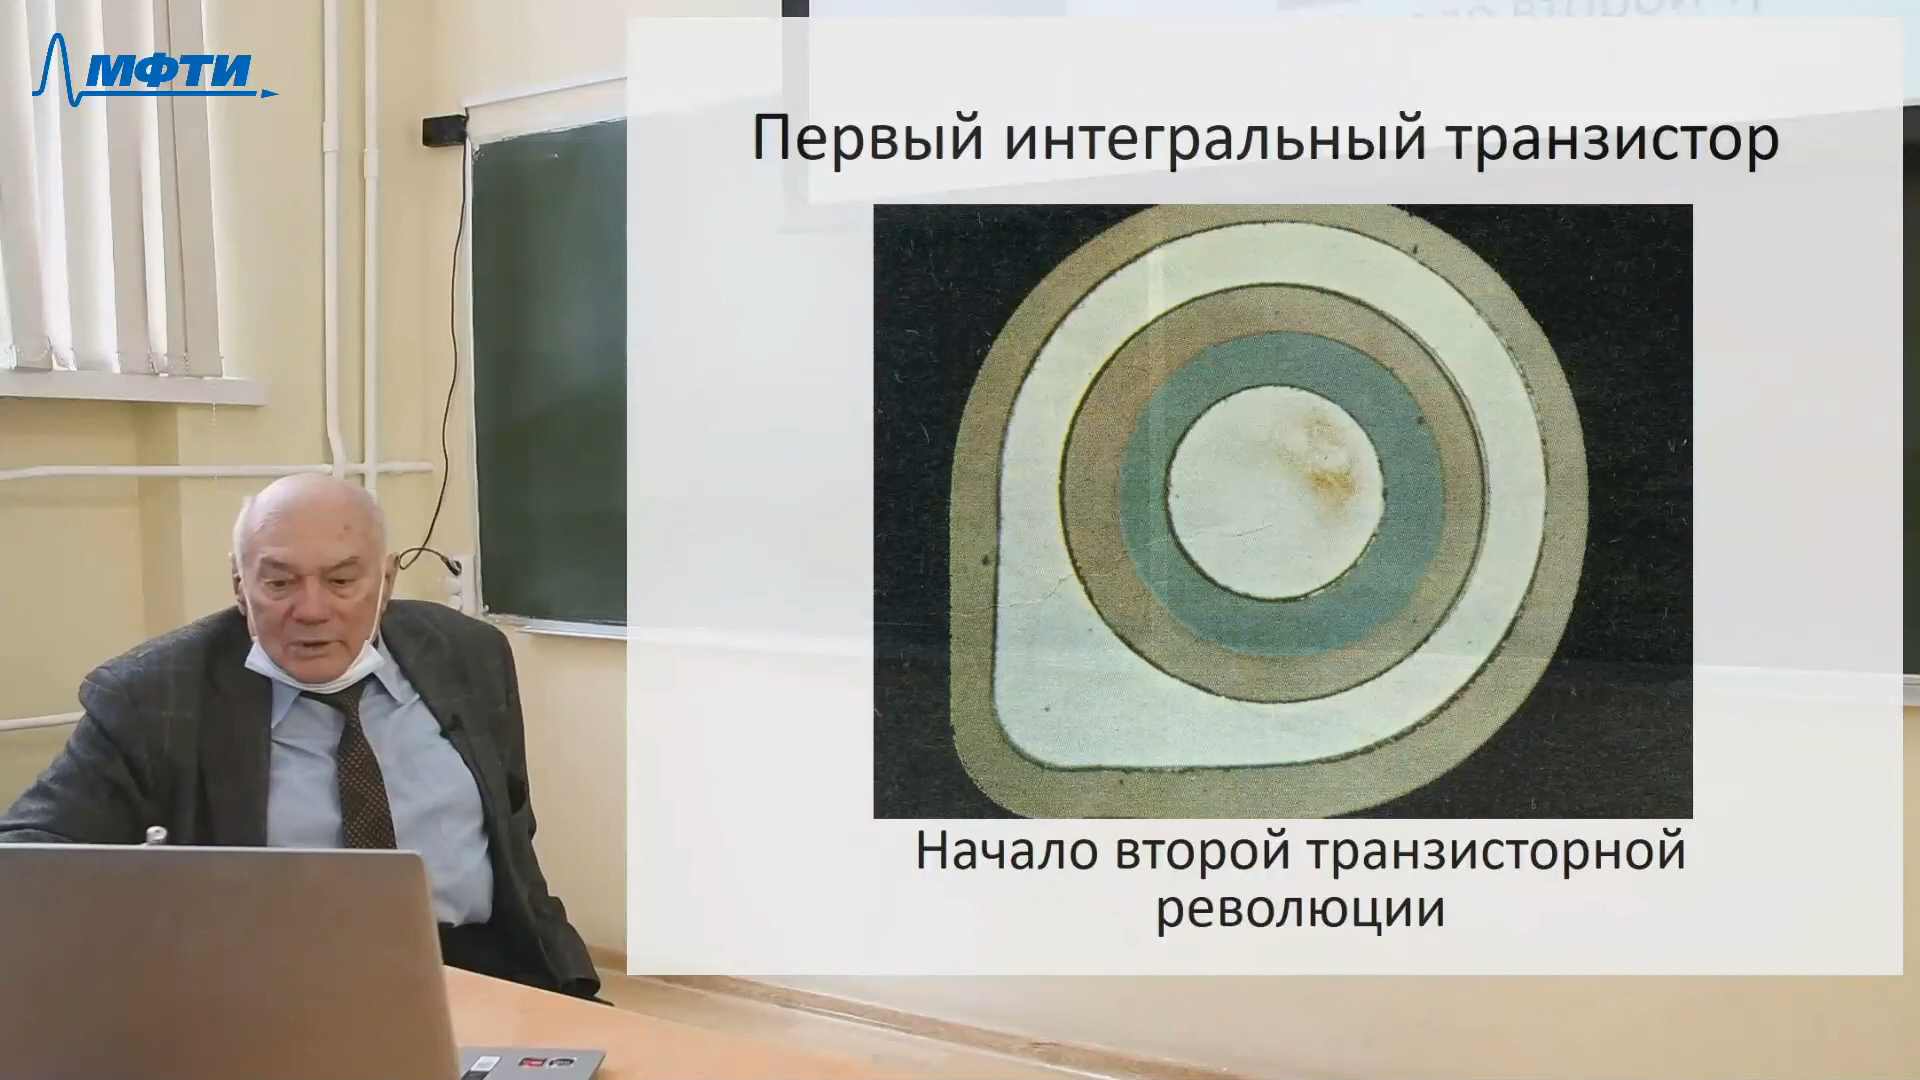 МФТИ
Первый интегральный транзистор
Начало второй транзисторной
революции